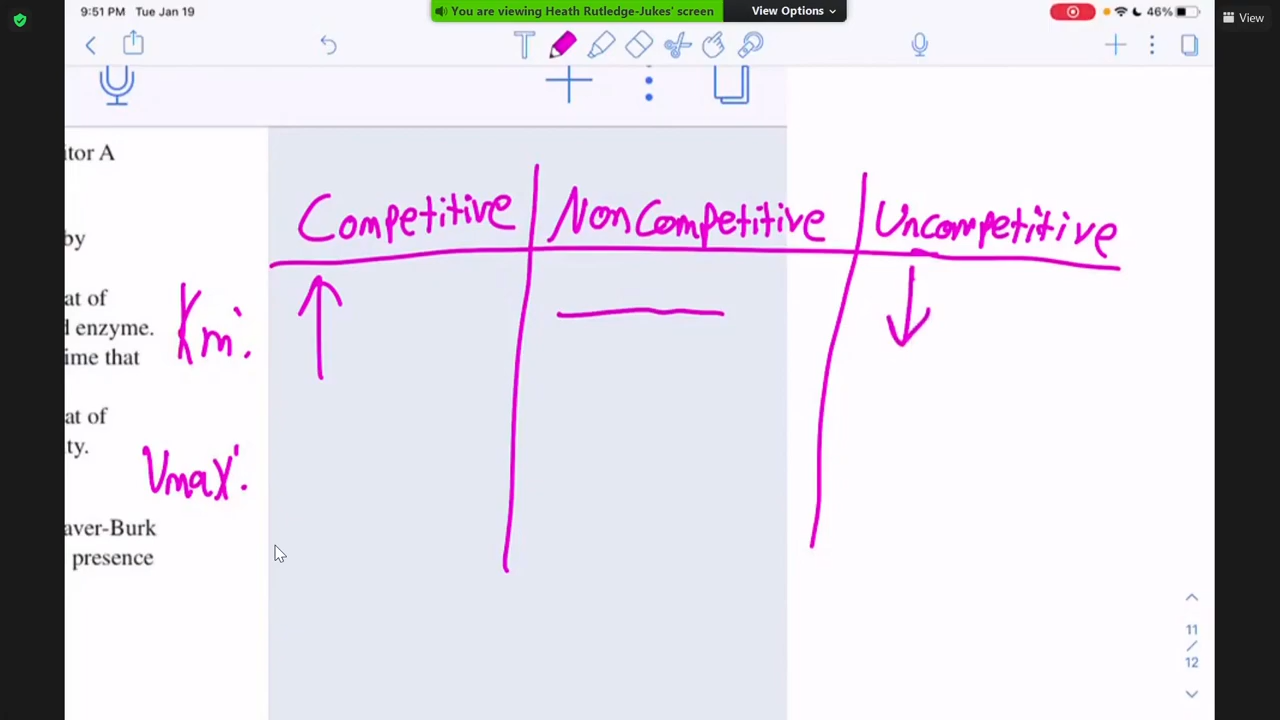 9:51 PM Tue Jan 19
You are viewing Heath Rutledge-Jukes' screen
View Options
46%
View
itor A
by
at of
l enzyme.
ime that
at of
ty.
aver-Burk
presence
Competitive NonCompetitive Uncompetitive
Km:
Vmax:
11
/
12